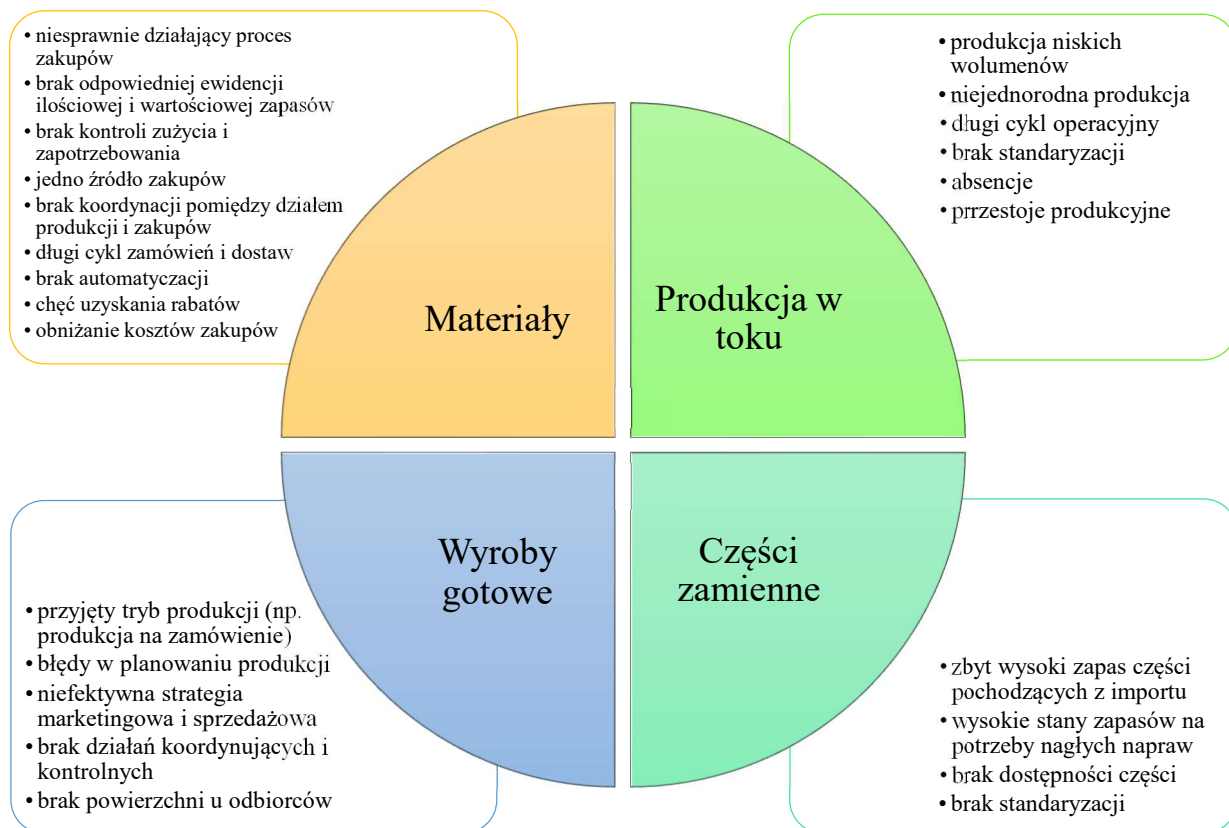 • niesprawnie działający proces
zakupów
• brak odpowiedniej ewidencji
ilościowej i wartościowej zapasów
• brak kontroli zużycia i
zapotrzebowania
• jedno źródło zakupów
• brak koordynacji pomiędzy działem
produkcji i zakupów
• długi cykl zamówień i dostaw
• brak automatyczacji
• chęć uzyskania rabatów
• obniżanie kosztów zakupów
Materiały
• produkcja niskich
wolumenów
• niejednorodna produkcja
• długi cykl operacyjny
• brak standaryzacji
• absencje
• prrzestoje produkcyjne
Produkcja w
toku
Wyroby
gotowe
• przyjęty tryb produkcji (np.
produkcja na zamówienie)
• błędy w planowaniu produkcji
• niefektywna strategia
marketingowa i sprzedażowa
• brak działań koordynujących i
kontrolnych
• brak powierzchni u odbiorców
Części
zamienne
• zbyt wysoki zapas części
pochodzących z importu
• wysokie stany zapasów na
potrzeby nagłych napraw
• brak dostępności części
• brak standaryzacji